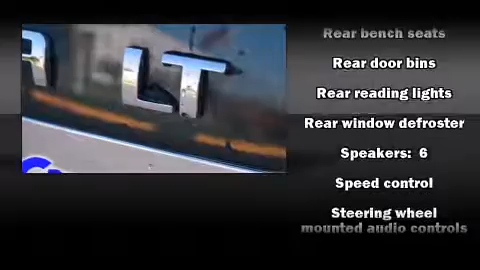 LT
Rear bench seats
Rear door bins
Rear reading lights
Rear window defroster
Speakers: 6
Speed control
Steering wheel
mounted audio controls